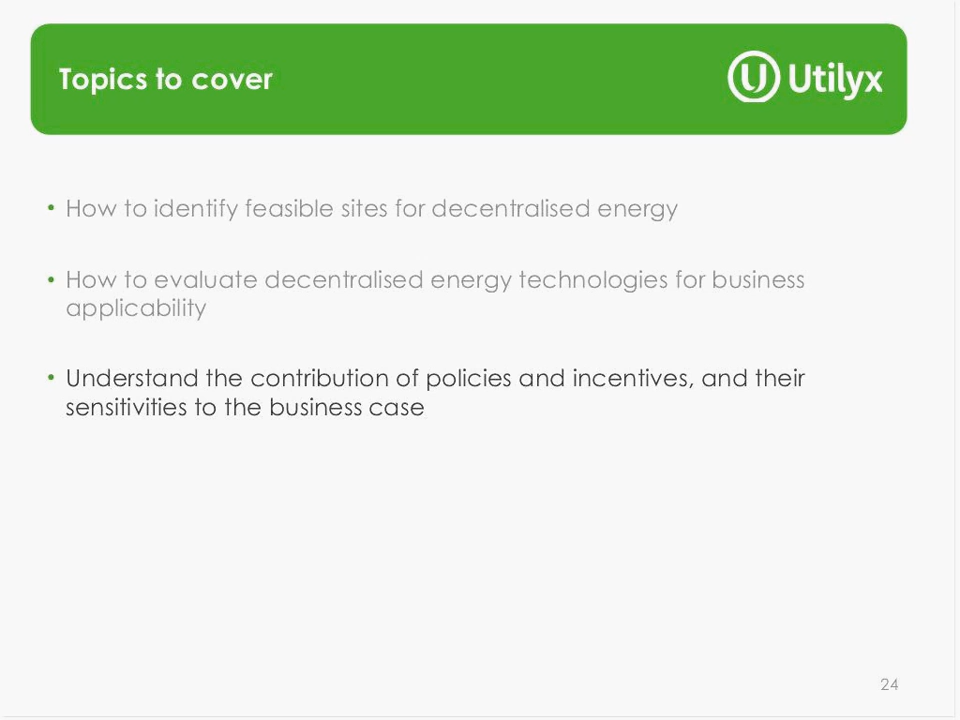 Topics to cover
Utilyx
• How to identify feasible sites for decentralised energy
• How to evaluate decentralised energy technologies for business
applicability
• Understand the contribution of policies and incentives, and their
sensitivities to the business case
24